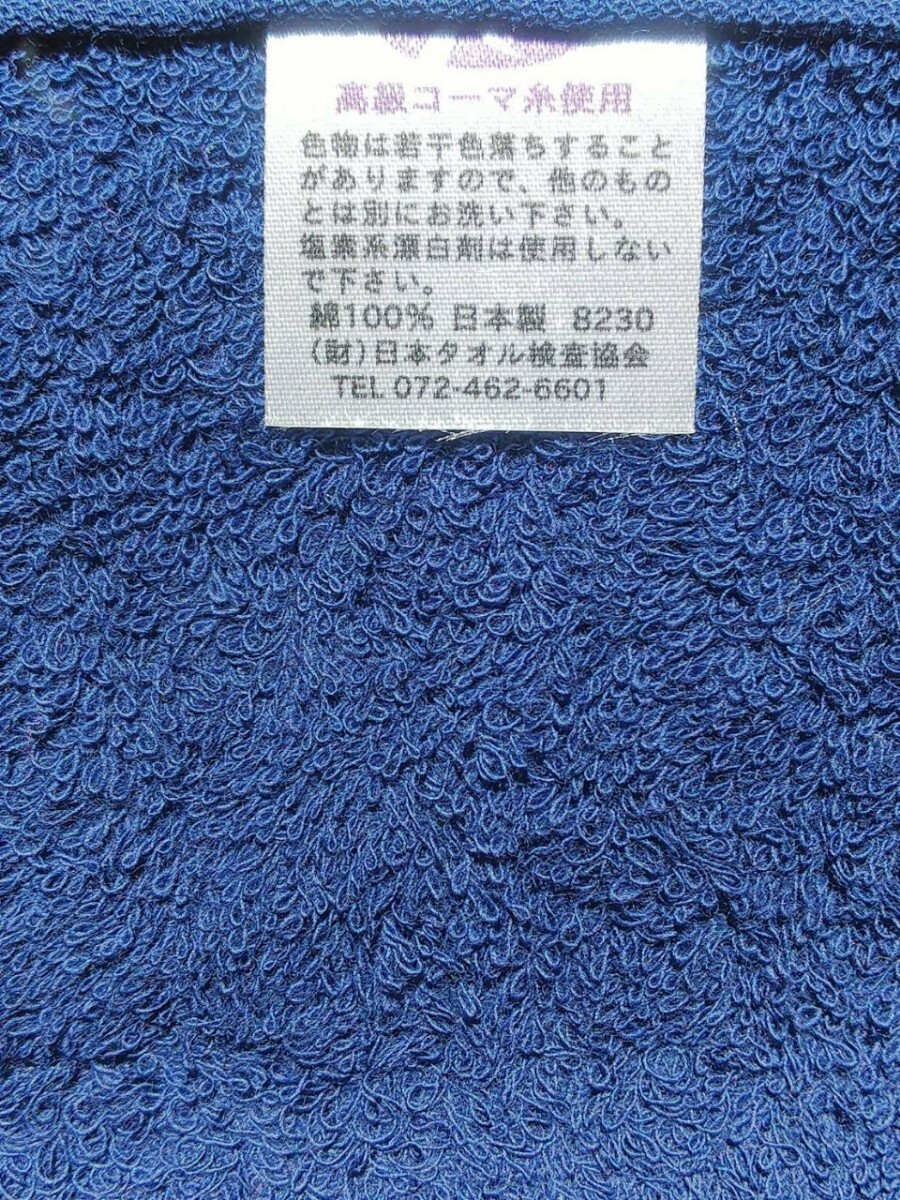 高級コーマ糸使用
色物は若干色落ちすること
がありますので、他のもの
とは別にお洗い下さい。
塩素系漂白剤は使用しない
で下さい。
綿100% 日本製 8230
(財)日本タオル検査協会
TEL 072-462-6601